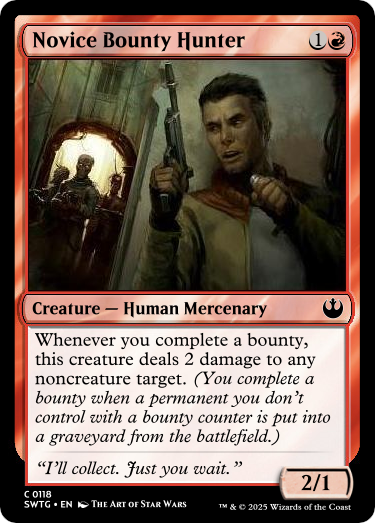 Novice Bounty Hunter 1
Creature — Human Mercenary
Whenever you complete a bounty,
this creature deals 2 damage to any
noncreature target. (You complete a
bounty when a permanent you don't
control with a bounty counter is put into
a graveyard from the battlefield.)
"I'll collect. Just you wait."
2/1
C 0118
SWTG • EN The Art of Star Wars
™ & © 2025 Wizards of the Coast